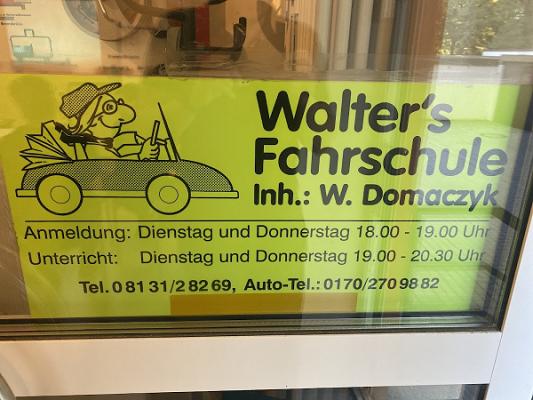 Walter's
Fahrschule
Inh.: W. Domaczyk
Anmeldung: Dienstag und Donnerstag 18.00 - 19.00 Uhr
Unterricht: Dienstag und Donnerstag 19.00 - 20.30 Uhr
Tel. 0 81 31/2 82 69, Auto-Tel.: 0170/270 98 82